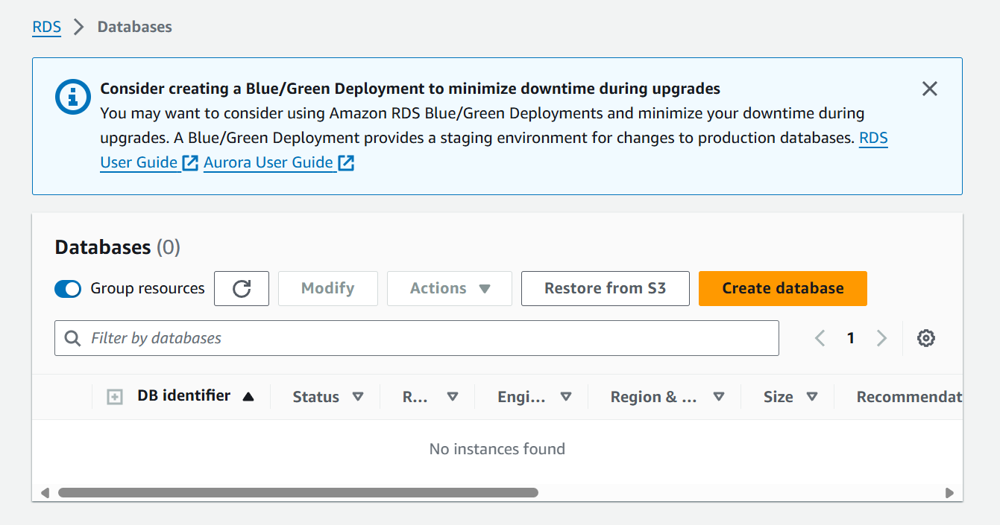 RDS > Databases
Consider creating a Blue/Green Deployment to minimize downtime during upgrades
You may want to consider using Amazon RDS Blue/Green Deployments and minimize your downtime during
upgrades. A Blue/Green Deployment provides a staging environment for changes to production databases. RDS
User Guide Aurora User Guide
Databases (0)
Group resources Modify Actions Restore from S3 Create database
Filter by databases 1
DB identifier Status R... Engi... Region & ... Size Recommendat
No instances found